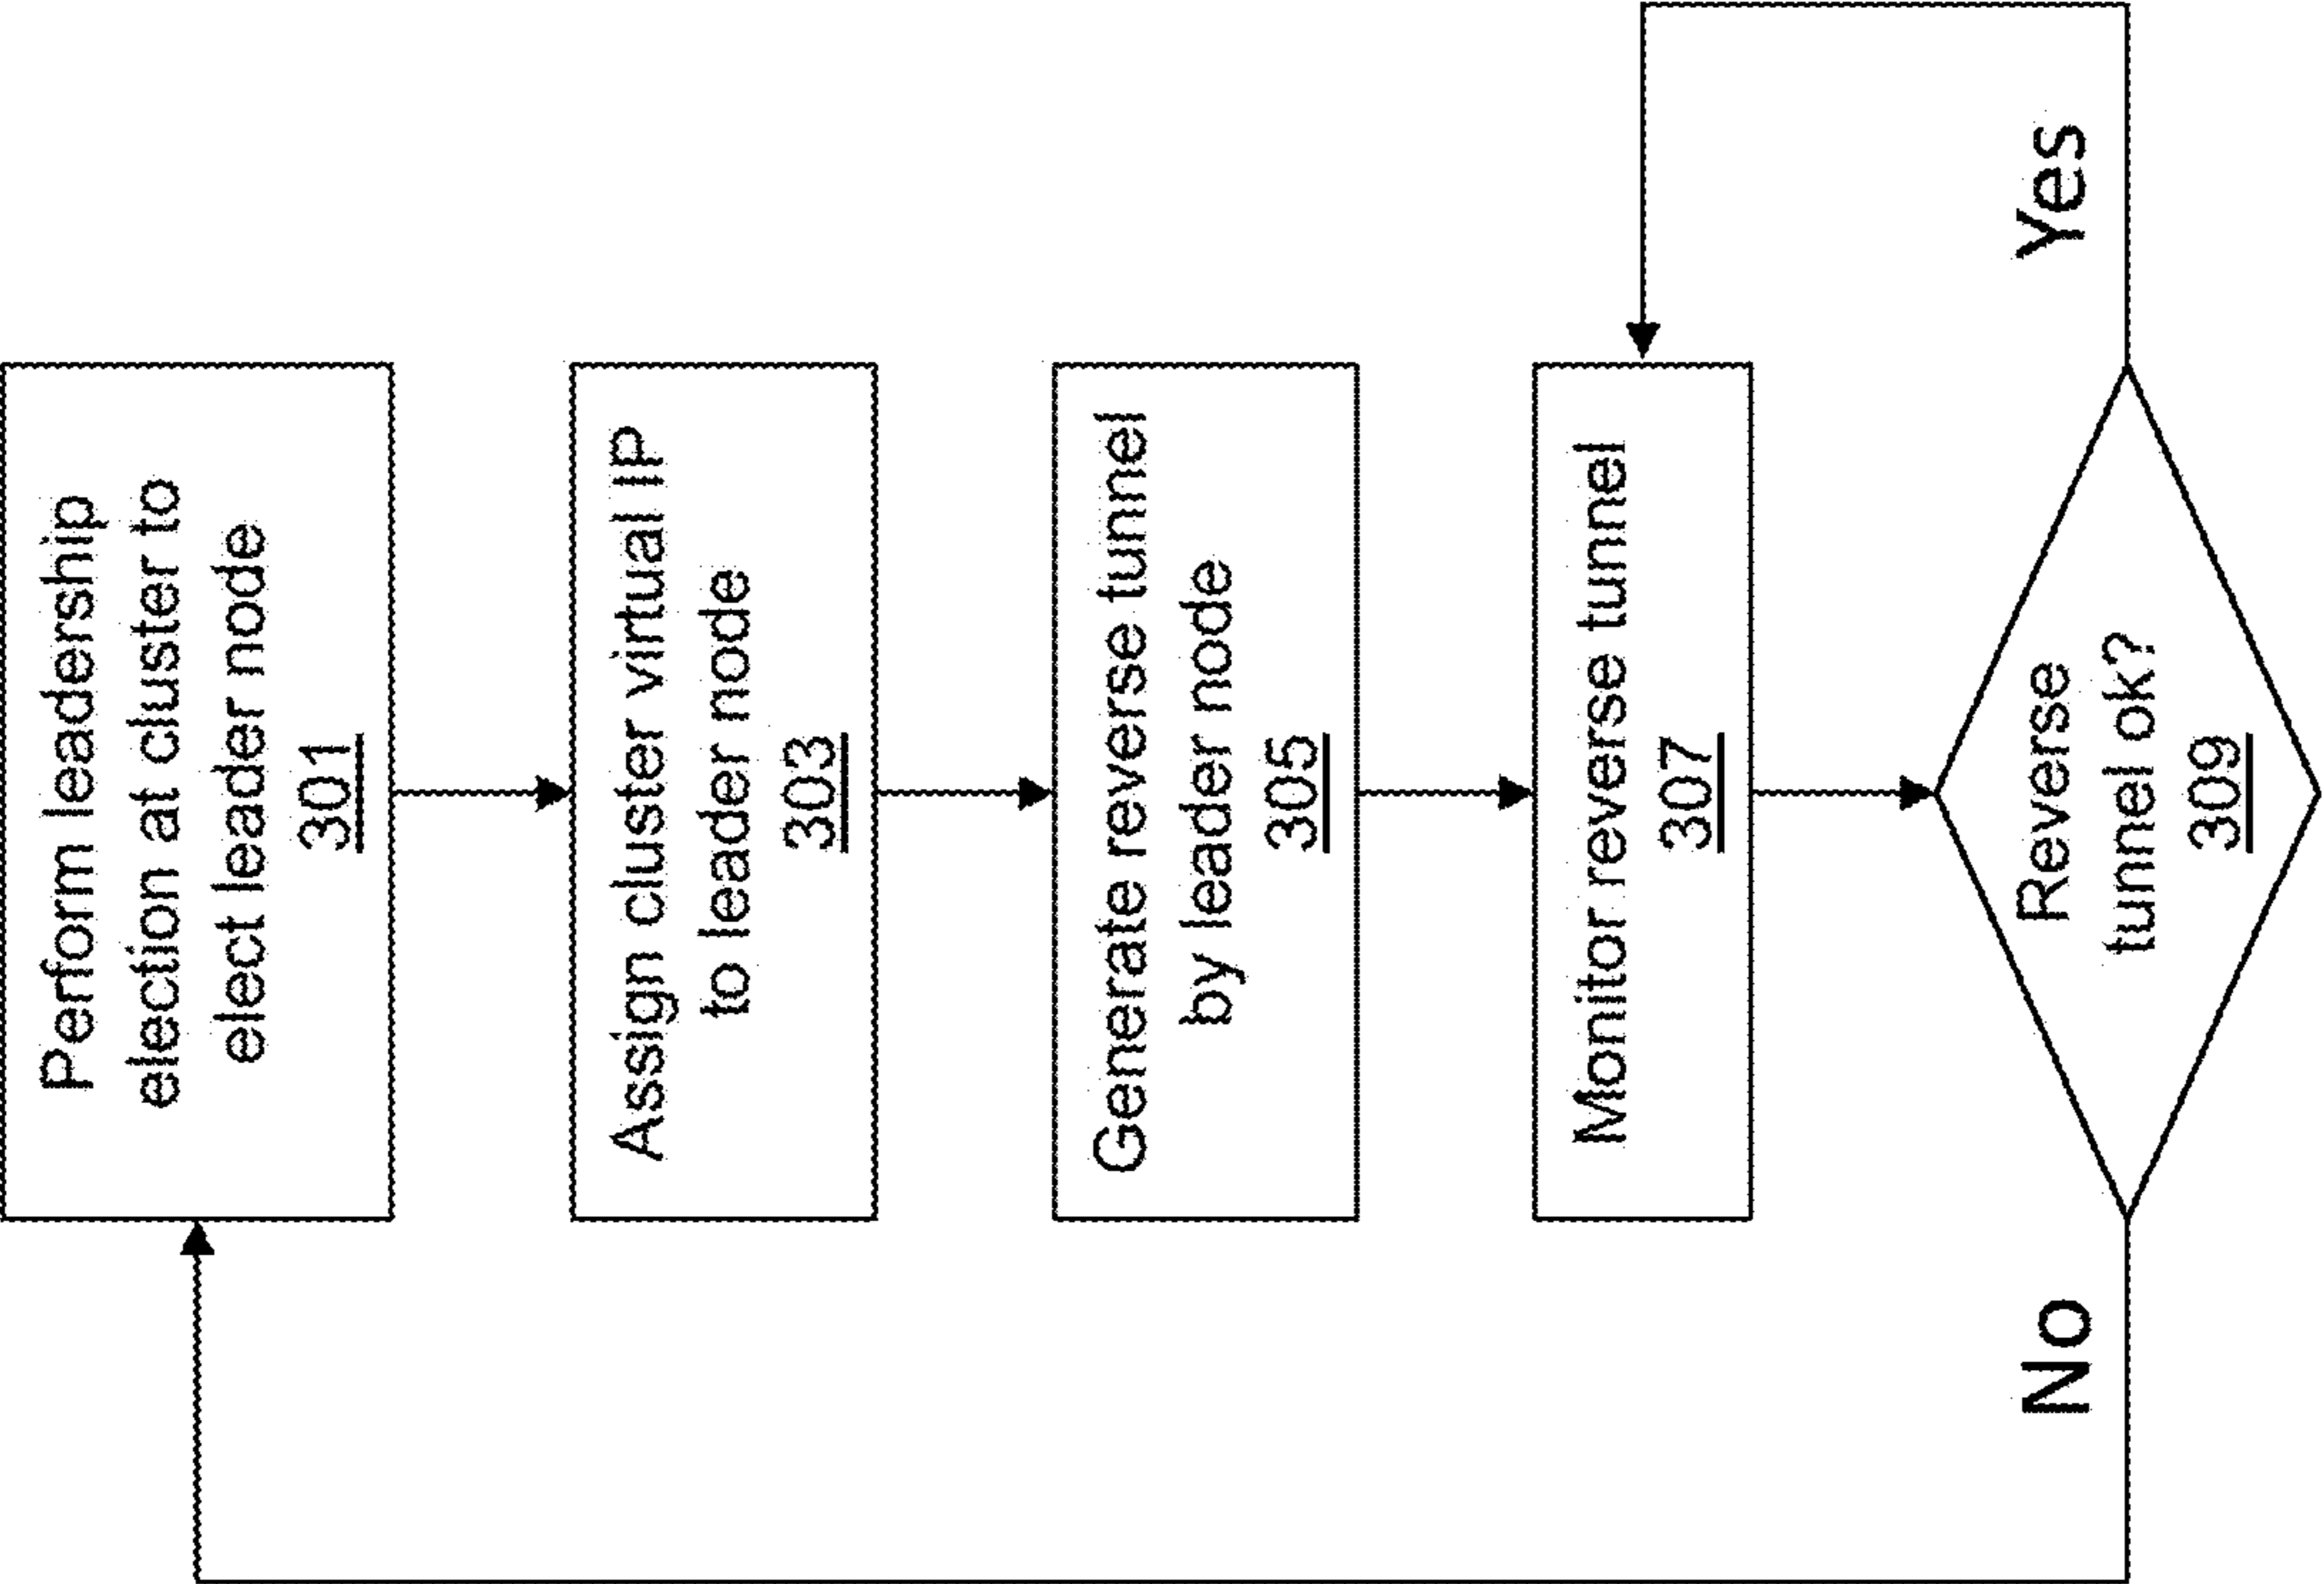 Perform leadership
election at cluster to
elect leader node
301
Assign cluster virtual IP
to leader node
303
Generate reverse tunnel
by leader node
305
Monitor reverse tunnel
307
Reverse
tunnel ok?
309
No
Yes